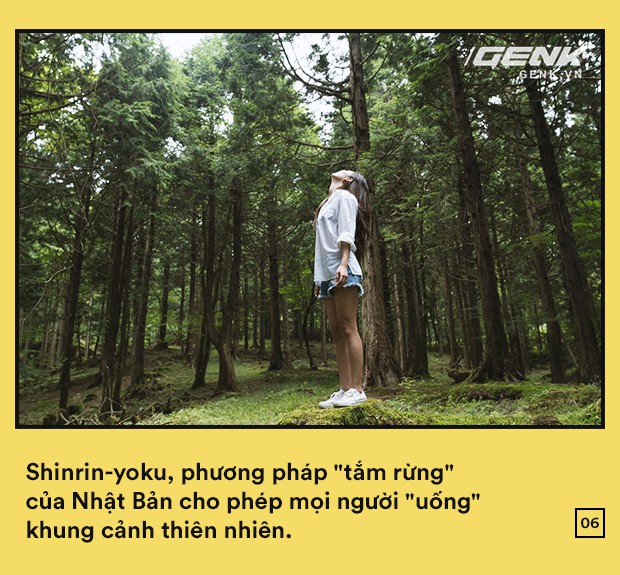 GENK
GENK.VN
Shinrin-yoku, phương pháp "tắm rừng"
của Nhật Bản cho phép mọi người "uống"
khung cảnh thiên nhiên.
06